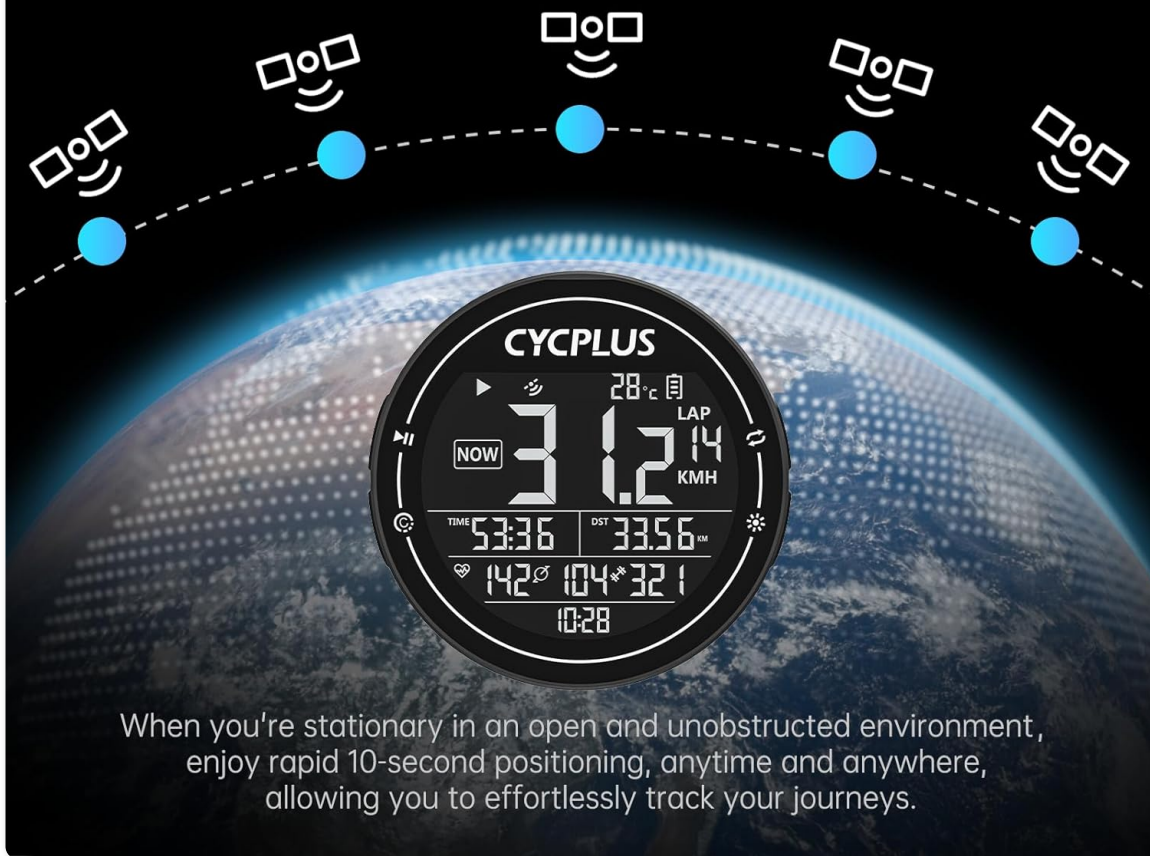 CYCPLUS
28°C
LAP
NOW 31.2 14
KMH
TIME 53:36 DST 33.56 KM
142 104 321
10:28
When you're stationary in an open and unobstructed environment,
enjoy rapid 10-second positioning, anytime and anywhere,
allowing you to effortlessly track your journeys.